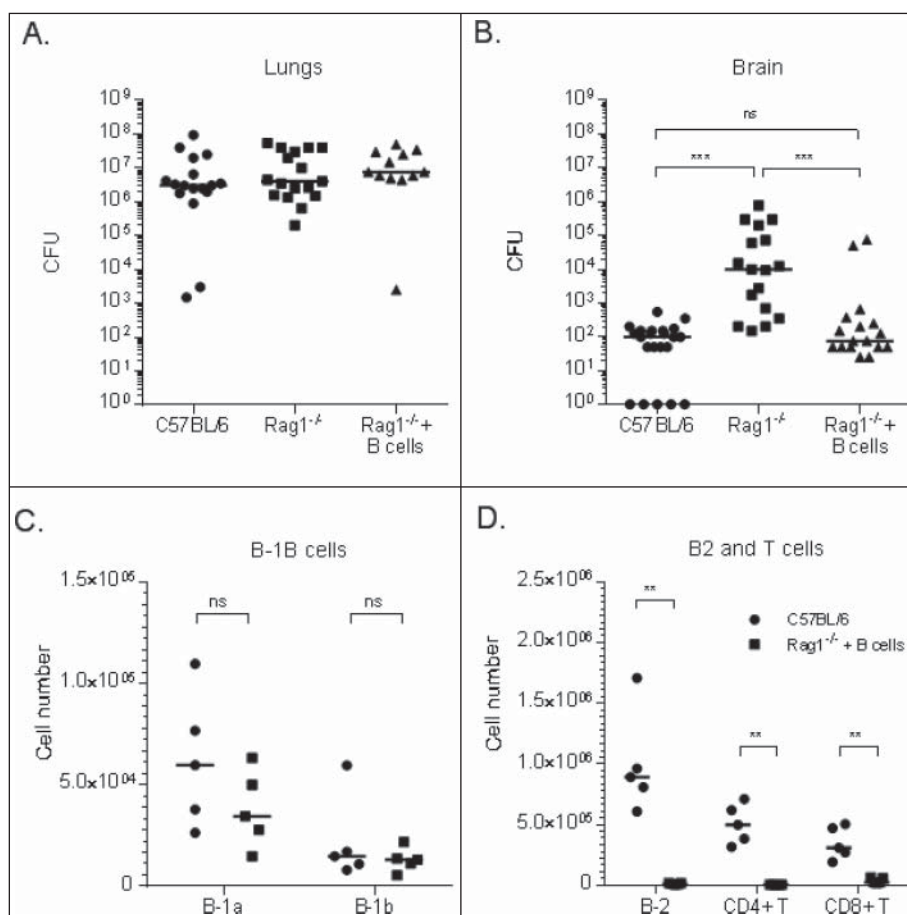 A.
Lungs
10⁹
10⁸
10⁷
10⁶
10⁵
10⁴
10³
10²
10¹
10⁰
CFU
C57BL/6
Rag1⁻/⁻
Rag1⁻/⁻+
B cells
B.
Brain
10⁹
10⁸
10⁷
10⁶
10⁵
10⁴
10³
10²
10¹
10⁰
CFU
ns
***
***
C57BL/6
Rag1⁻/⁻
Rag1⁻/⁻+
B cells
C.
B-1B cells
1.5×10⁰⁵
1.0×10⁰⁵
5.0×10⁰⁴
0
Cell number
ns
ns
B-1a
B-1b
D.
B2 and T cells
2.5×10⁰⁶
2.0×10⁰⁶
1.5×10⁰⁶
1.0×10⁰⁶
5.0×10⁰⁵
0
Cell number
**
**
**
C57BL/6
Rag1⁻/⁻ + B cells
B-2
CD4+T
CD8+T